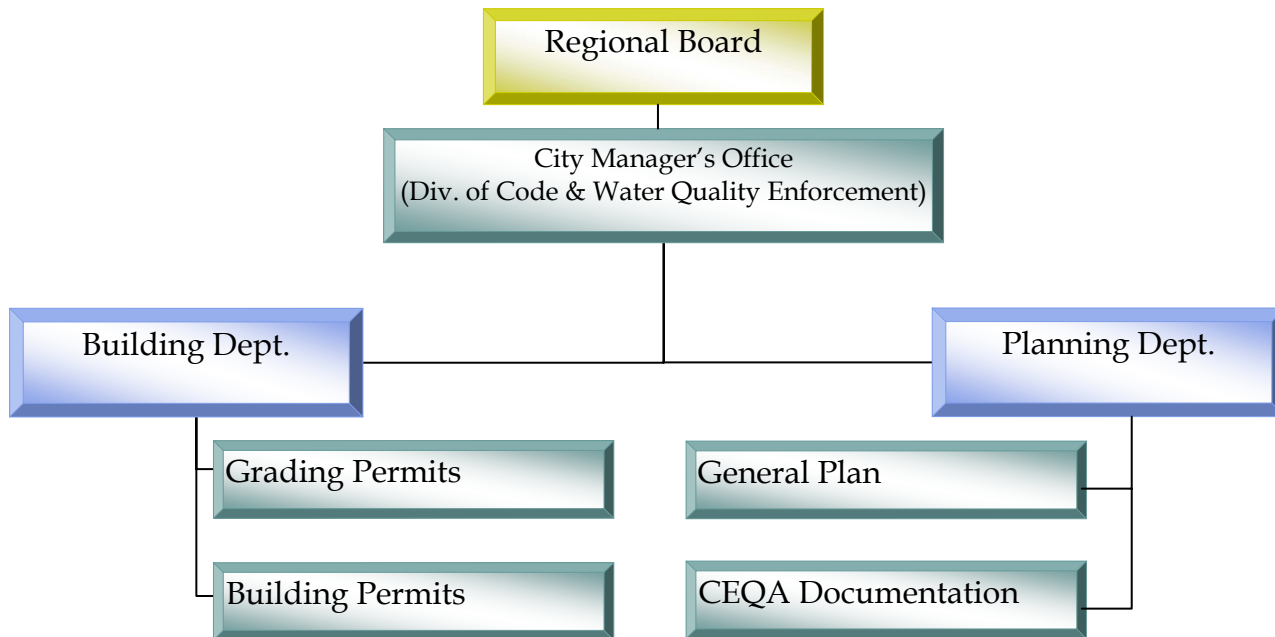 Regional Board
City Manager’s Office
(Div. of Code & Water Quality Enforcement)
Building Dept.
Planning Dept.
Grading Permits
General Plan
Building Permits
CEQA Documentation